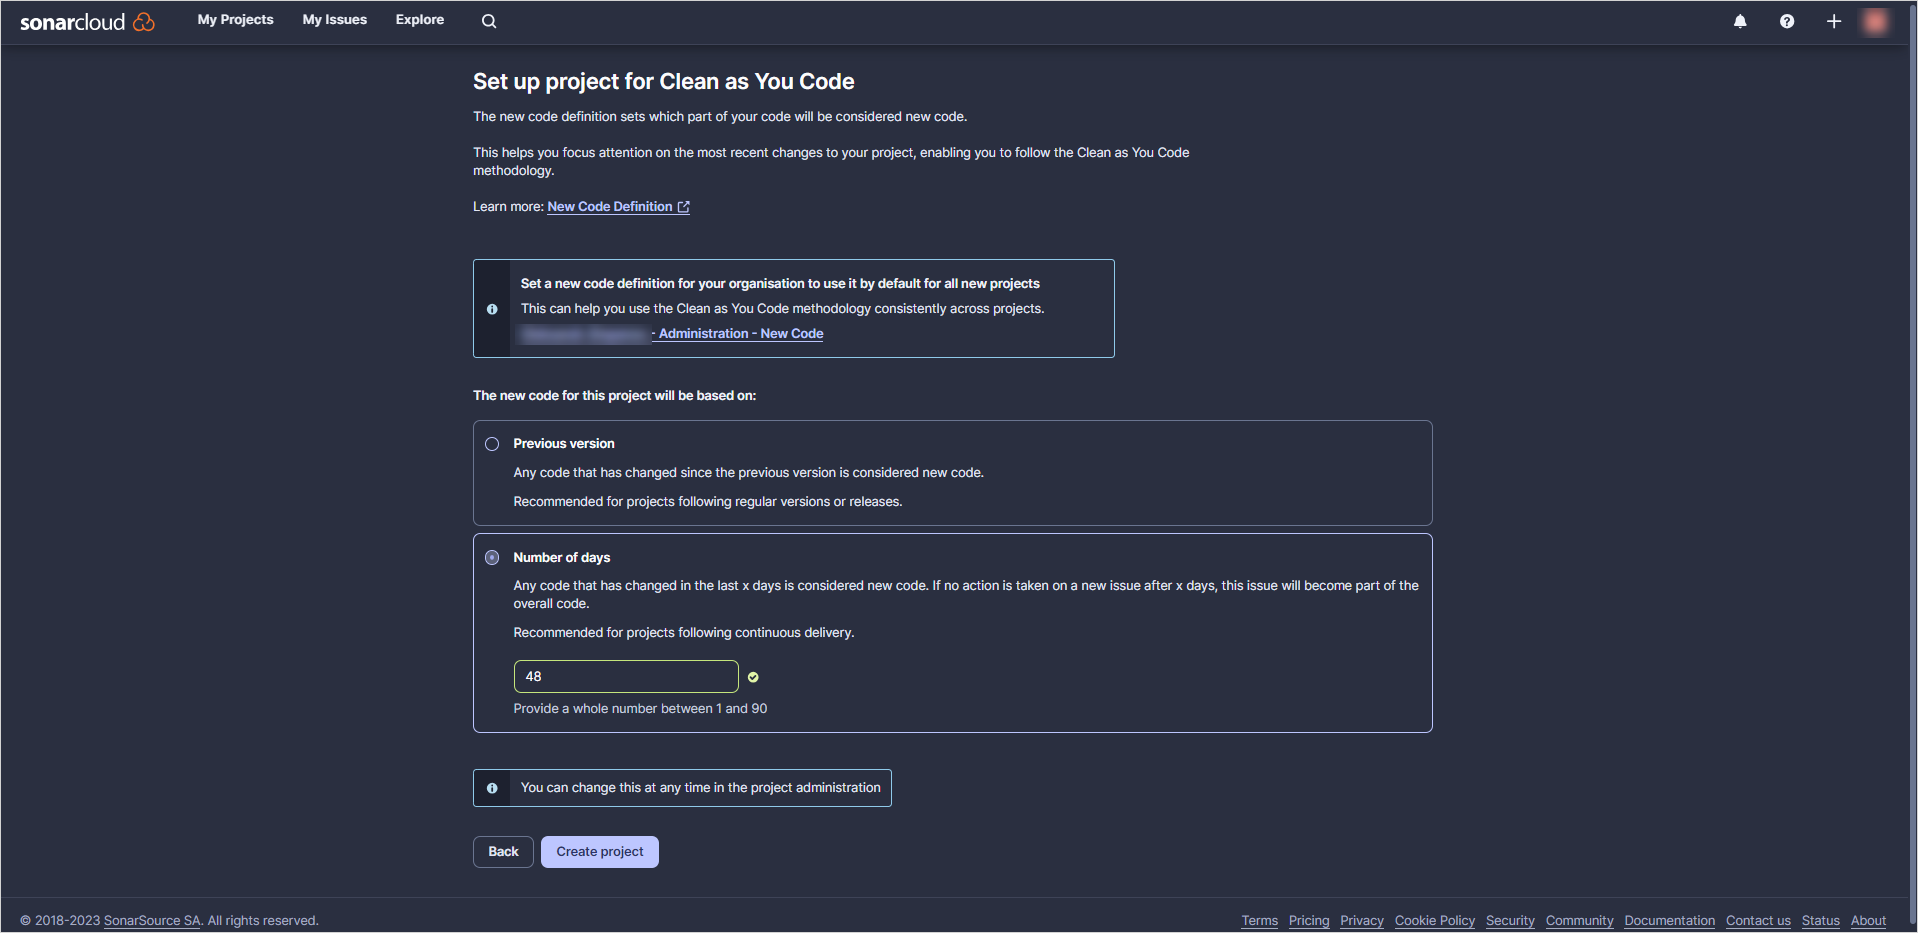 sonarcloud My Projects My Issues Explore
Set up project for Clean as You Code
The new code definition sets which part of your code will be considered new code.
This helps you focus attention on the most recent changes to your project, enabling you to follow the Clean as You Code
methodology.
Learn more: New Code Definition
Set a new code definition for your organisation to use it by default for all new projects
This can help you use the Clean as You Code methodology consistently across projects.
- Administration - New Code
The new code for this project will be based on:
Previous version
Any code that has changed since the previous version is considered new code.
Recommended for projects following regular versions or releases.
Number of days
Any code that has changed in the last x days is considered new code. If no action is taken on a new issue after x days, this issue will become part of the
overall code.
Recommended for projects following continuous delivery.
48
Provide a whole number between 1 and 90
You can change this at any time in the project administration
Back Create project
© 2018-2023 SonarSource SA. All rights reserved. Terms Pricing Privacy Cookie Policy Security Community Documentation Contact us Status About